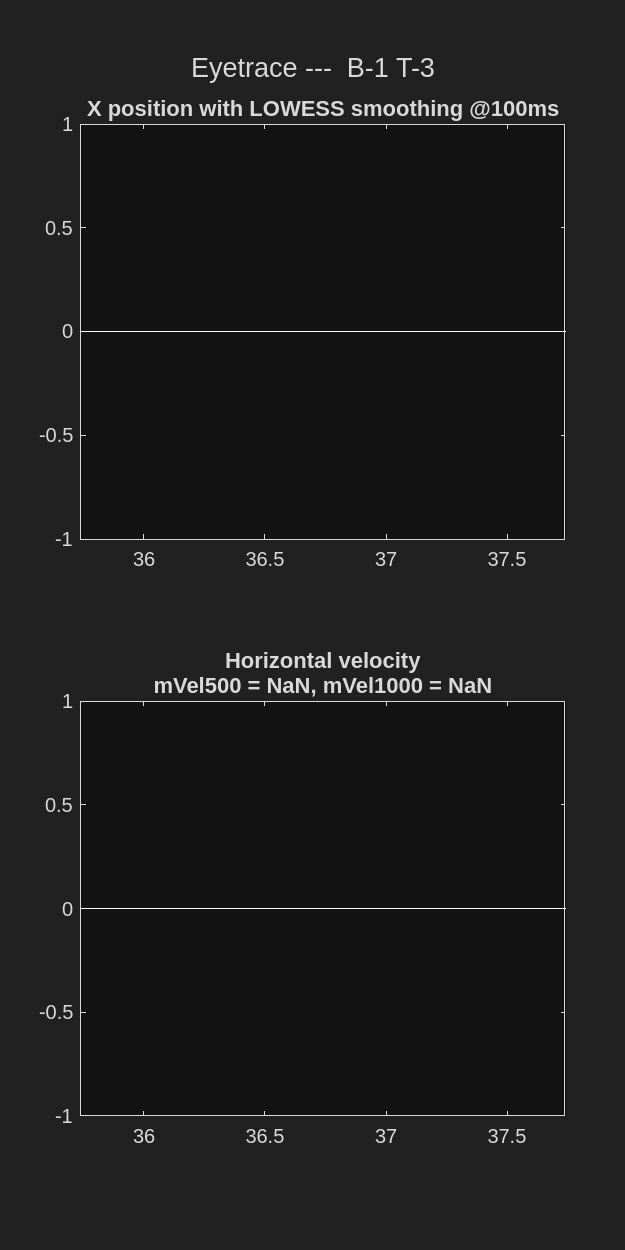 Eyetrace ---  B-1 T-3
X position with LOWESS smoothing @100ms
1
0.5
0
-0.5
-1
36 36.5 37 37.5
Horizontal velocity
mVel500 = NaN, mVel1000 = NaN
1
0.5
0
-0.5
-1
36 36.5 37 37.5